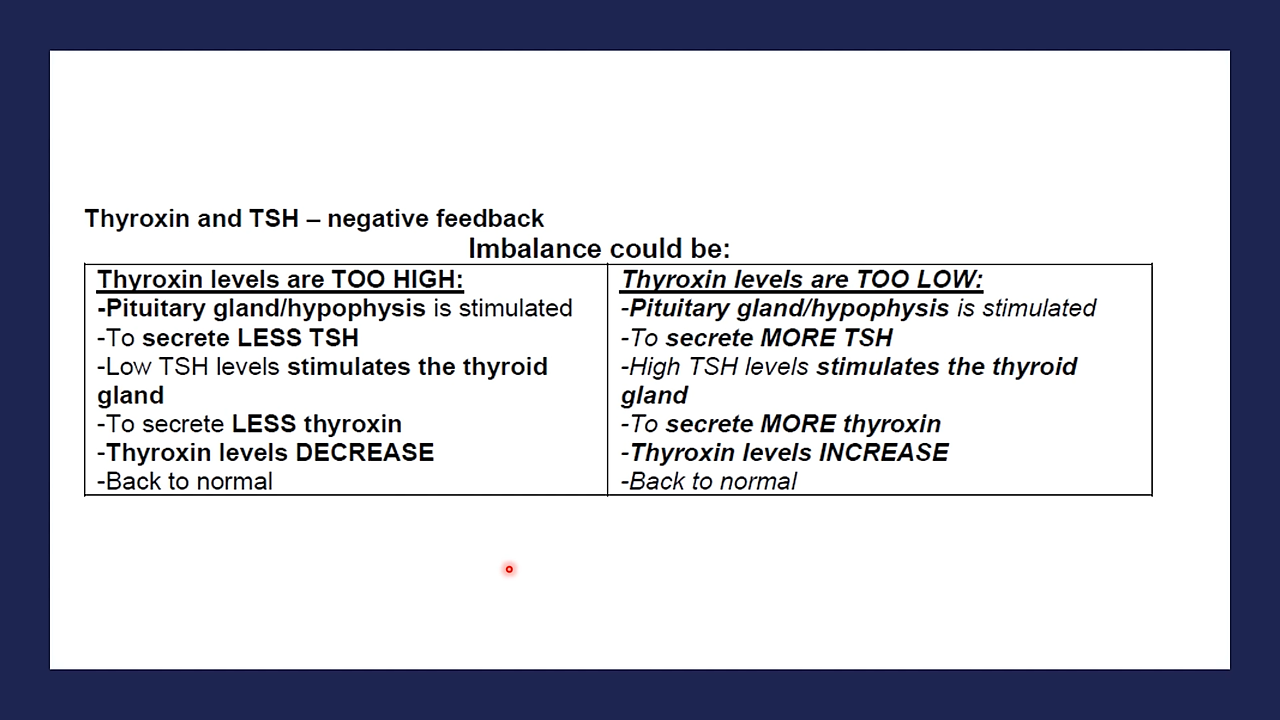 Thyroxin and TSH – negative feedback
Imbalance could be:
Thyroxin levels are TOO HIGH:
-Pituitary gland/hypophysis is stimulated
-To secrete LESS TSH
-Low TSH levels stimulates the thyroid
gland
-To secrete LESS thyroxin
-Thyroxin levels DECREASE
-Back to normal
Thyroxin levels are TOO LOW:
-Pituitary gland/hypophysis is stimulated
-To secrete MORE TSH
-High TSH levels stimulates the thyroid
gland
-To secrete MORE thyroxin
-Thyroxin levels INCREASE
-Back to normal